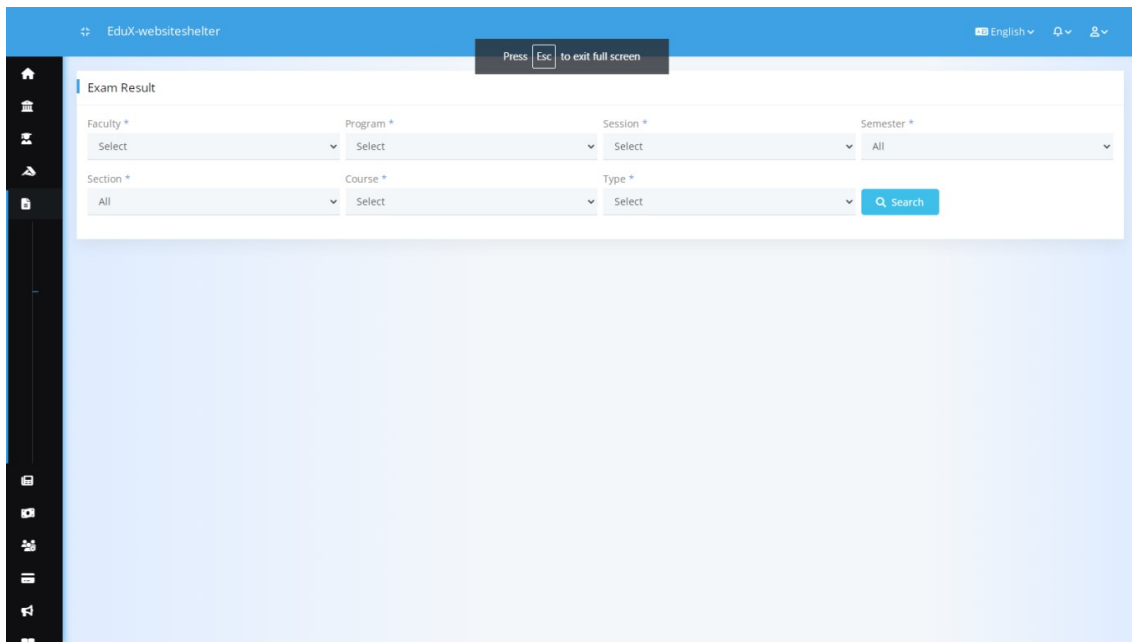 EduX-websiteshelter
English
Press Esc to exit full screen
Exam Result
Faculty * Program * Session * Semester *
Select Select Select All
Section * Course * Type *
All Select Select Search